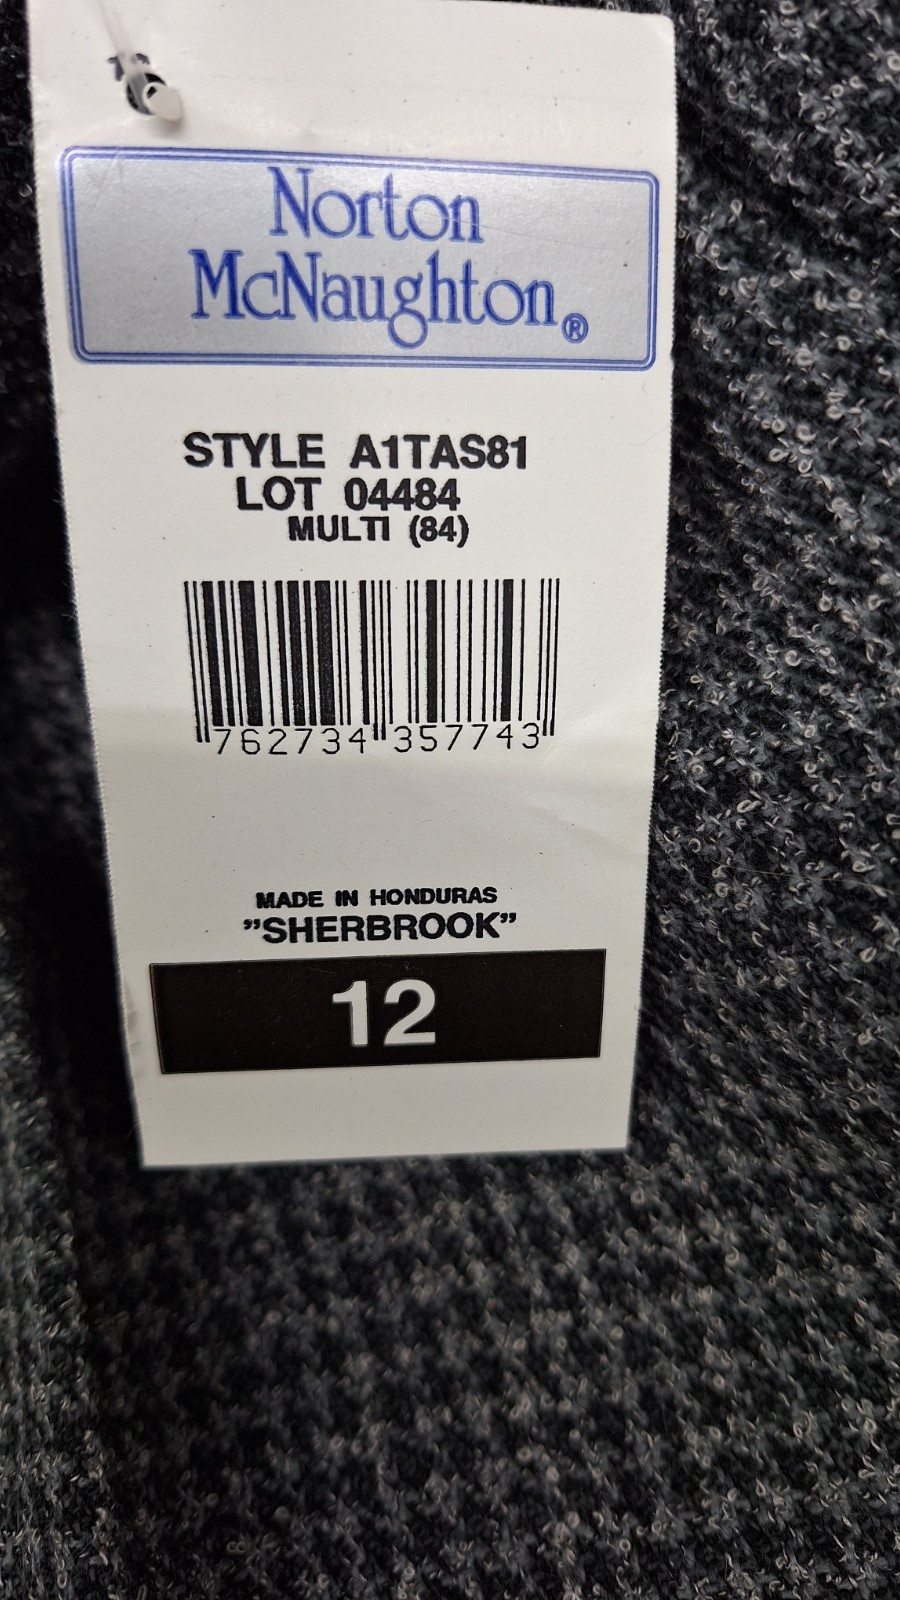 Norton
McNaughton®
STYLE A1TAS81
LOT 04484
MULTI (84)
762734 357743
MADE IN HONDURAS
"SHERBROOK"
12